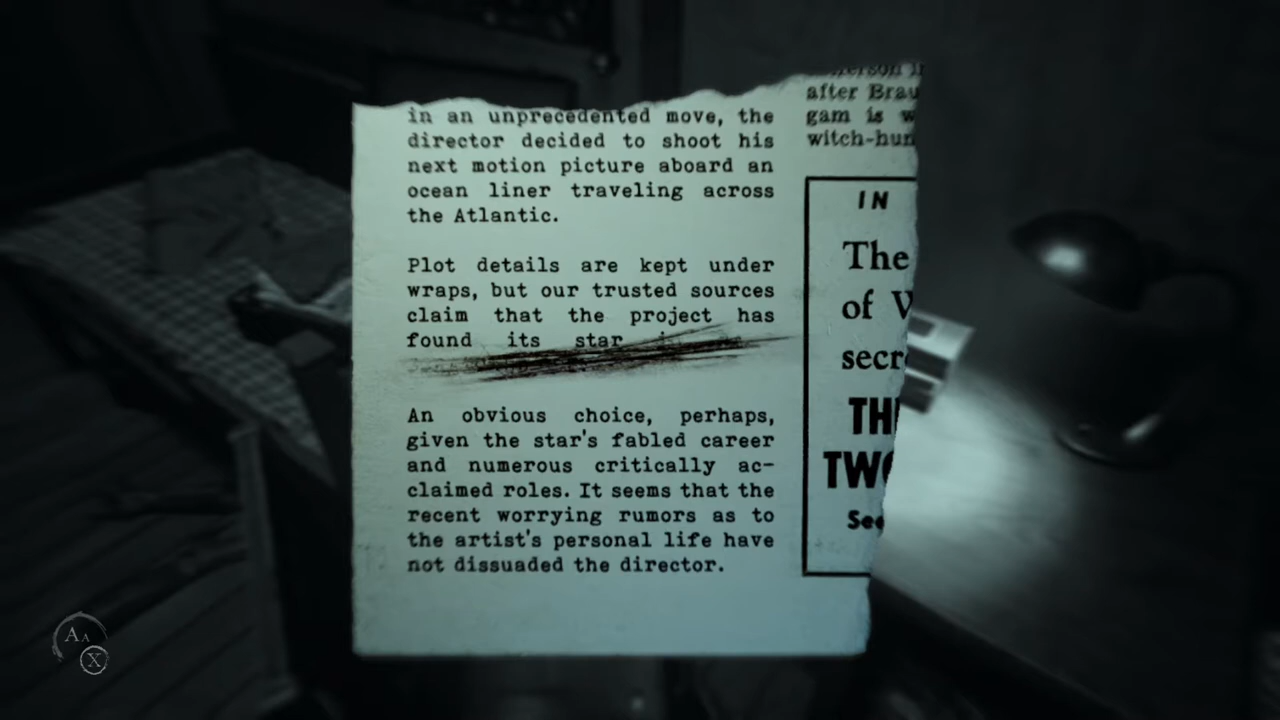 in an unprecedented move, the
director decided to shoot his
next motion picture aboard an
ocean liner traveling across
the Atlantic.
Plot details are kept under
wraps, but our trusted sources
claim that the project has
found its star
An obvious choice, perhaps,
given the star's fabled career
and numerous critically ac-
claimed roles. It seems that the
recent worrying rumors as to
the artist's personal life have
not dissuaded the director.
after Brau
gam is w
witch-hun
IN
The
of V
secr
TH
TWO
See
AA
X